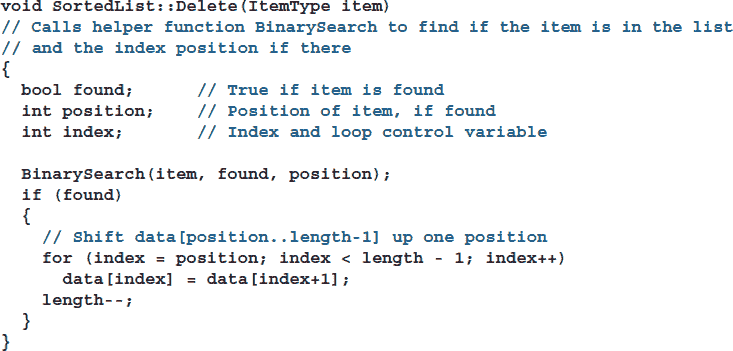 void SortedList::Delete(ItemType item)
// Calls helper function BinarySearch to find if the item is in the list
// and the index position if there
{
  bool found;       // True if item is found
  int position;     // Position of item, if found
  int index;        // Index and loop control variable

  BinarySearch(item, found, position);
  if (found)
  {
    // Shift data[position..length-1] up one position
    for (index = position; index < length - 1; index++)
      data[index] = data[index+1];
    length--;
  }
}